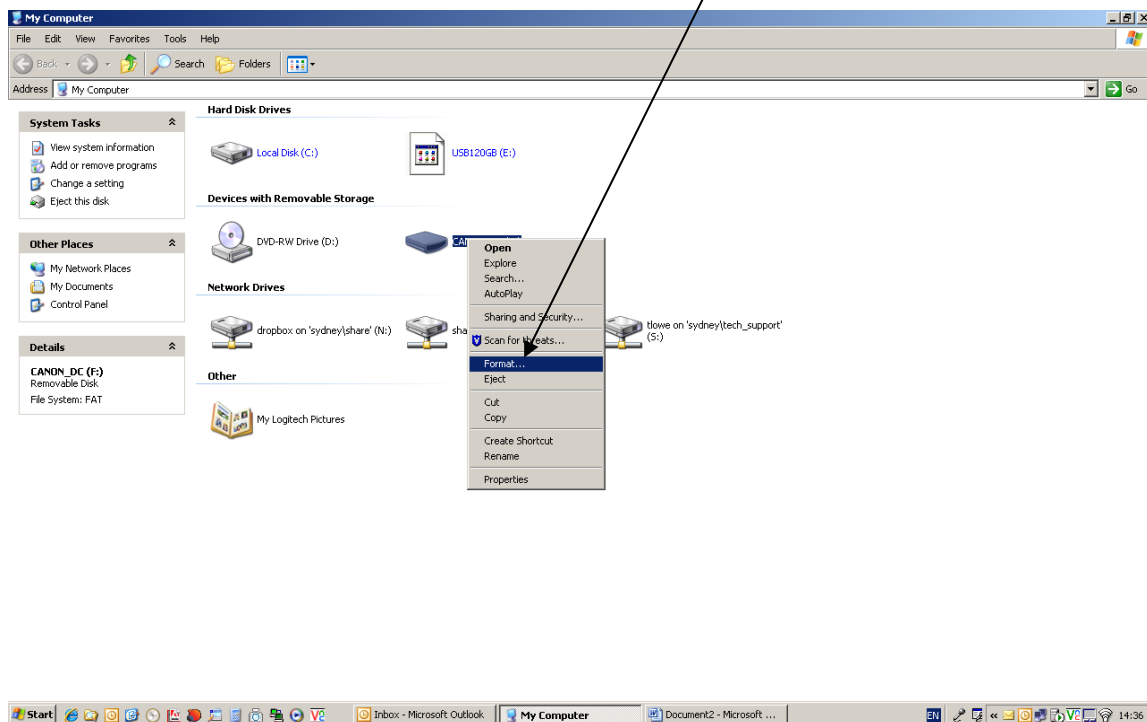 My Computer
File Edit View Favorites Tools Help
Back Search Folders
Address My Computer Go
System Tasks
View system information
Add or remove programs
Change a setting
Eject this disk
Other Places
My Network Places
My Documents
Control Panel
Details
CANON_DC (F:)
Removable Disk
File System: FAT
Hard Disk Drives
Local Disk (C:) USB120GB (E:)
Devices with Removable Storage
DVD-RW Drive (D:)
Network Drives
dropbox on 'sydney\share' (N:) sha tlowe on 'sydney\tech_support'
(S:)
Other
My Logitech Pictures
Open
Explore
Search...
AutoPlay
Sharing and Security...
Scan for threats...
Format...
Eject
Cut
Copy
Create Shortcut
Rename
Properties
Start Inbox - Microsoft Outlook My Computer Document2 - Microsoft ... EN 14:36